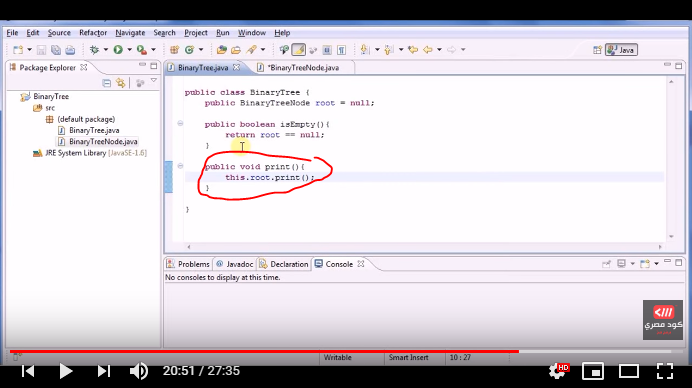 File Edit Source Refactor Navigate Search Project Run Window Help
Java
Package Explorer
BinaryTree
src
(default package)
BinaryTree.java
BinaryTreeNode.java
JRE System Library [JavaSE-1.6]
BinaryTree.java
*BinaryTreeNode.java
public class BinaryTree {
public BinaryTreeNode root = null;
public boolean isEmpty(){
return root == null;
}
public void print(){
this.root.print();
}
}
Problems @ Javadoc Declaration Console
No consoles to display at this time.
كود مصري
Writable Smart Insert 10 : 27
20:51 / 27:35
HD